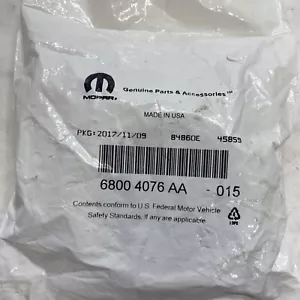 MOPAR
Genuine Parts & Accessories™
MADE IN USA
PKG: 2017/11/09 84860E 45859
6800 4076 AA - 015
Contents conform to U.S. Federal Motor Vehicle
Safety Standards, if any are applicable.